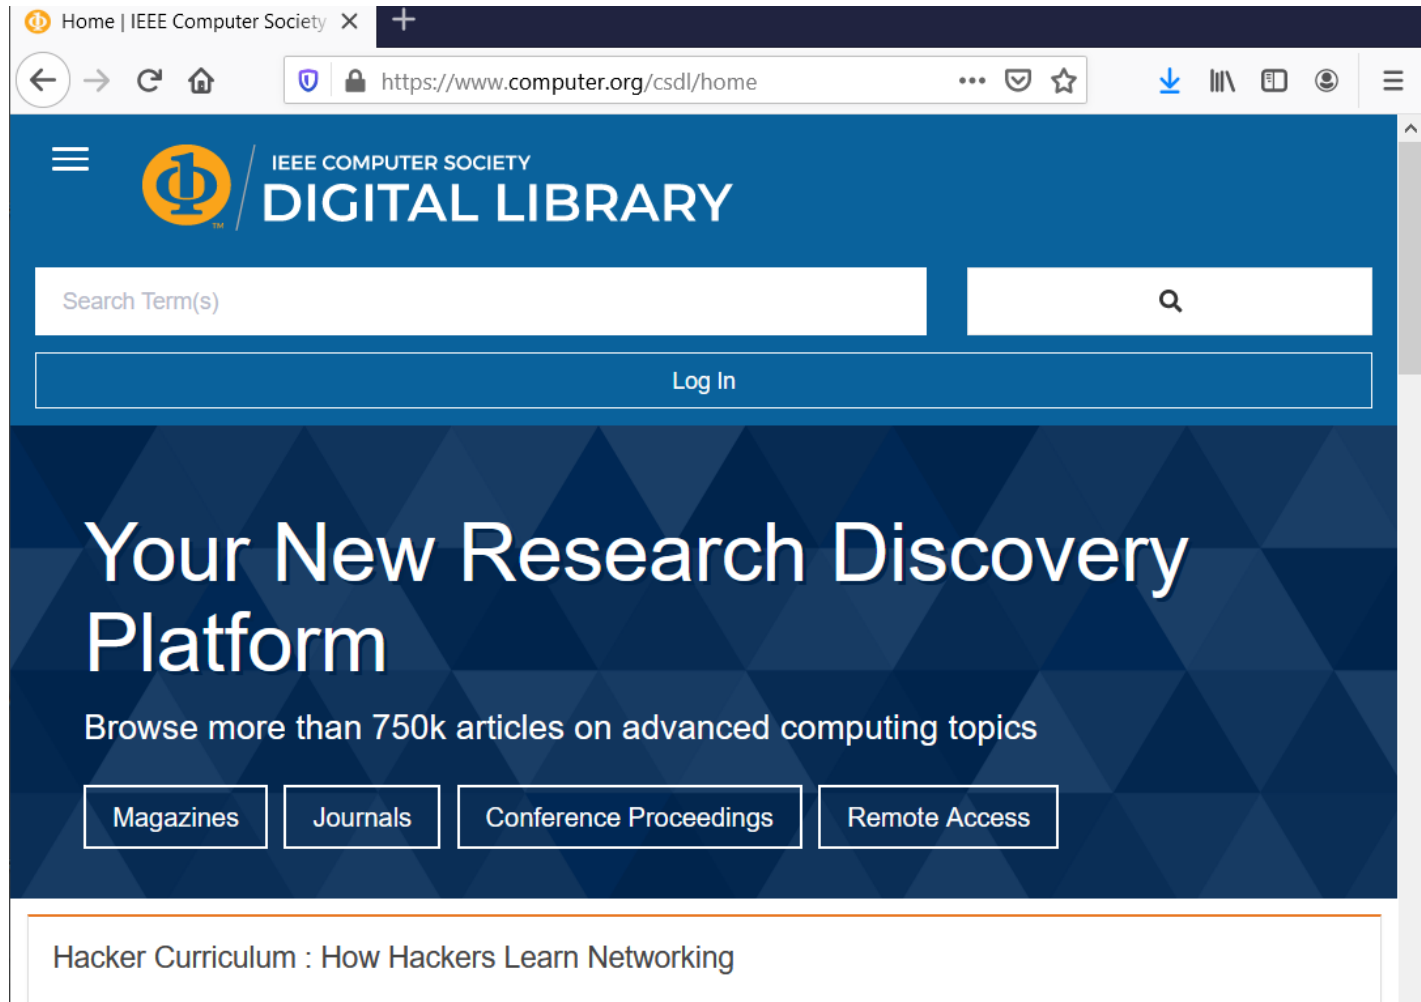 Home | IEEE Computer Society
https://www.computer.org/csdl/home
IEEE COMPUTER SOCIETY
DIGITAL LIBRARY
TM
Search Term(s)
Log In
Your New Research Discovery
Platform
Browse more than 750k articles on advanced computing topics
Magazines Journals Conference Proceedings Remote Access
Hacker Curriculum : How Hackers Learn Networking